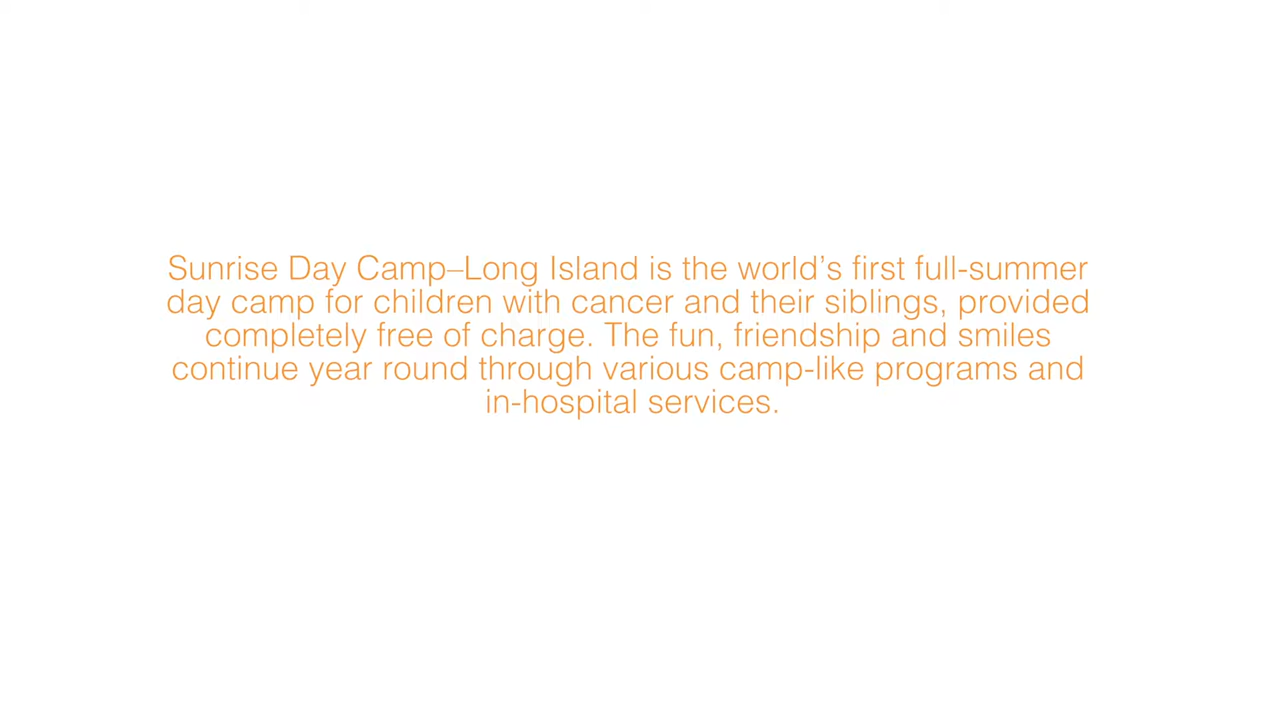 Sunrise Day Camp–Long Island is the world’s first full-summer
day camp for children with cancer and their siblings, provided
completely free of charge. The fun, friendship and smiles
continue year round through various camp-like programs and
in-hospital services.